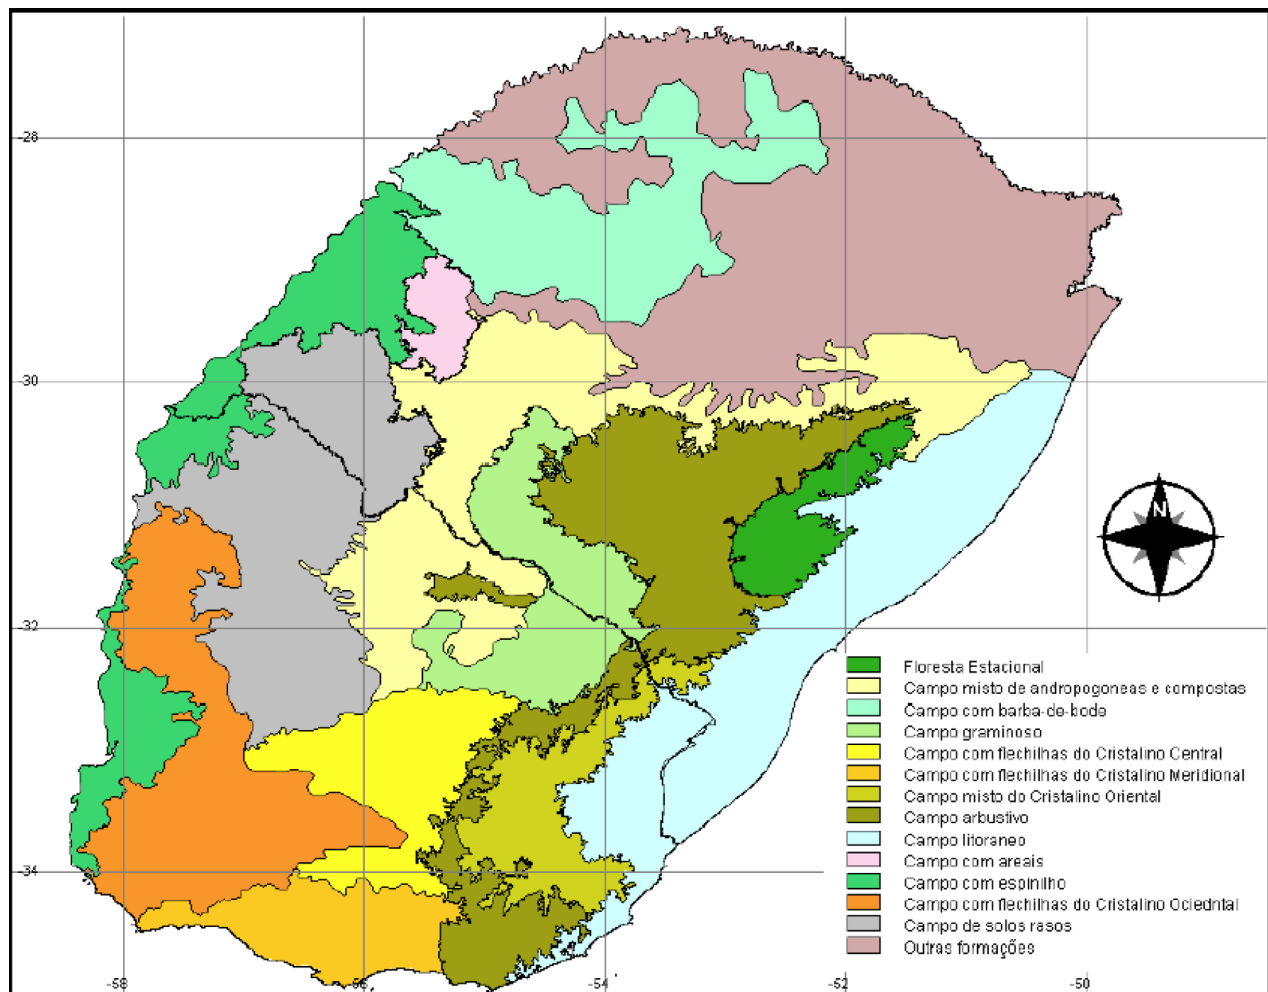 -28
-30
N
-32
Floresta Estacional
Campo misto de andropogoneas e compostas
Campo com barba-de-bode
Campo graminoso
Campo com flechilhas do Cristalino Central
Campo com flechilhas do Cristalino Meridional
Campo misto do Cristalino Oriental
Campo arbustivo
Campo litoraneo
Campo com areais
-34
Campo com espinilho
Campo com flechilhas do Cristalino Ociedntal
Campo de solos rasos
Outras formações
-58 -56 -54 -52 -50